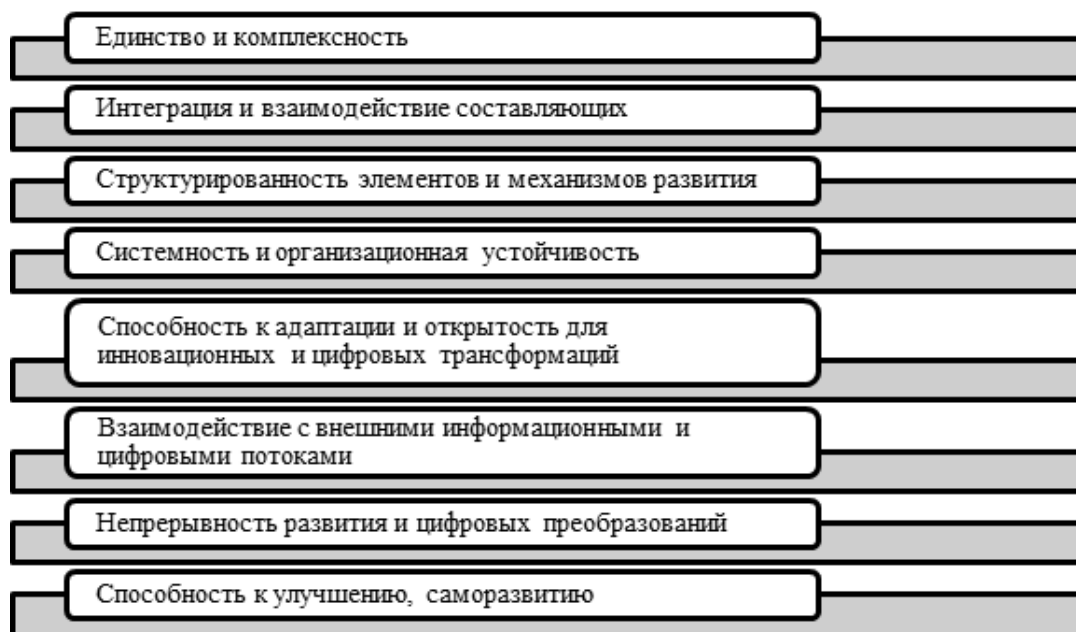 Единство и комплексность
Интеграция и взаимодействие составляющих
Структурированность элементов и механизмов развития
Системность и организационная устойчивость
Способность к адаптации и открытость для
инновационных и цифровых трансформаций
Взаимодействие с внешними информационными и
цифровыми потоками
Непрерывность развития и цифровых преобразований
Способность к улучшению, саморазвитию